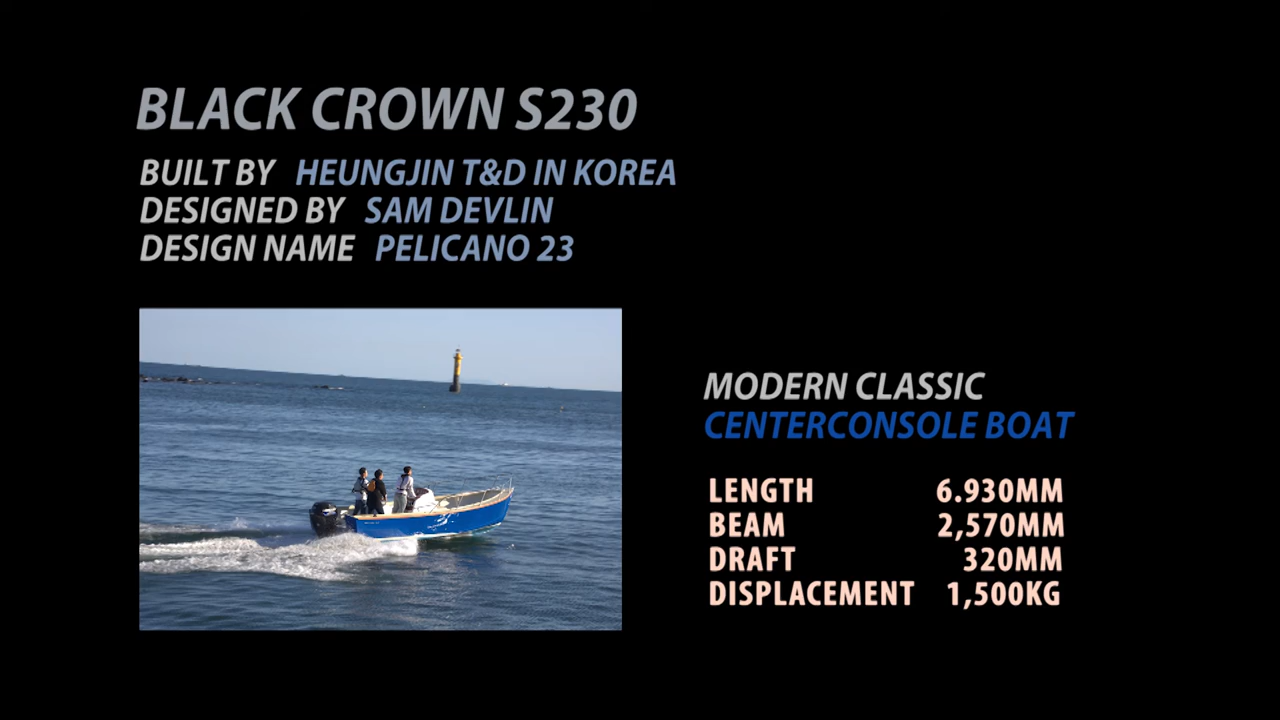 BLACK CROWN S230
BUILT BY HEUNGJIN T&D IN KOREA
DESIGNED BY SAM DEVLIN
DESIGN NAME PELICANO 23
MODERN CLASSIC
CENTERCONSOLE BOAT
LENGTH 6.930MM
BEAM 2,570MM
DRAFT 320MM
DISPLACEMENT 1,500KG